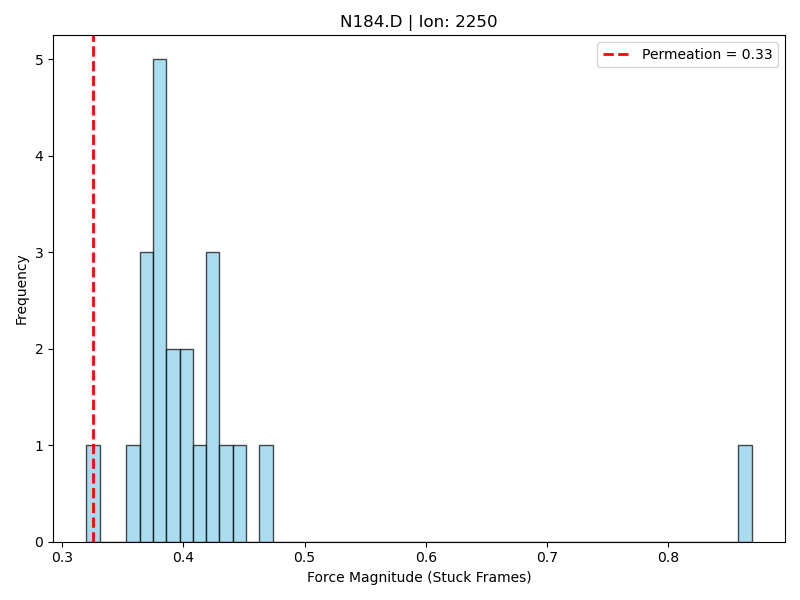 N184.D | Ion: 2250
Permeation = 0.33
5
4
3
2
1
0
Frequency
0.3 0.4 0.5 0.6 0.7 0.8
Force Magnitude (Stuck Frames)